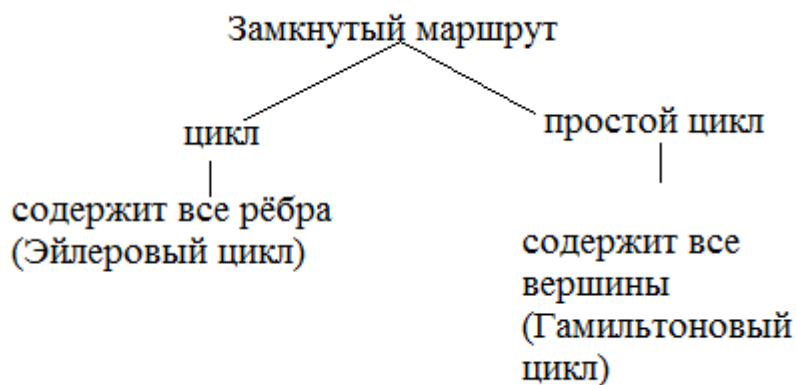 Замкнутый маршрут
цикл
простой цикл
содержит все рёбра
(Эйлеровый цикл)
содержит все
вершины
(Гамильтоновый
цикл)